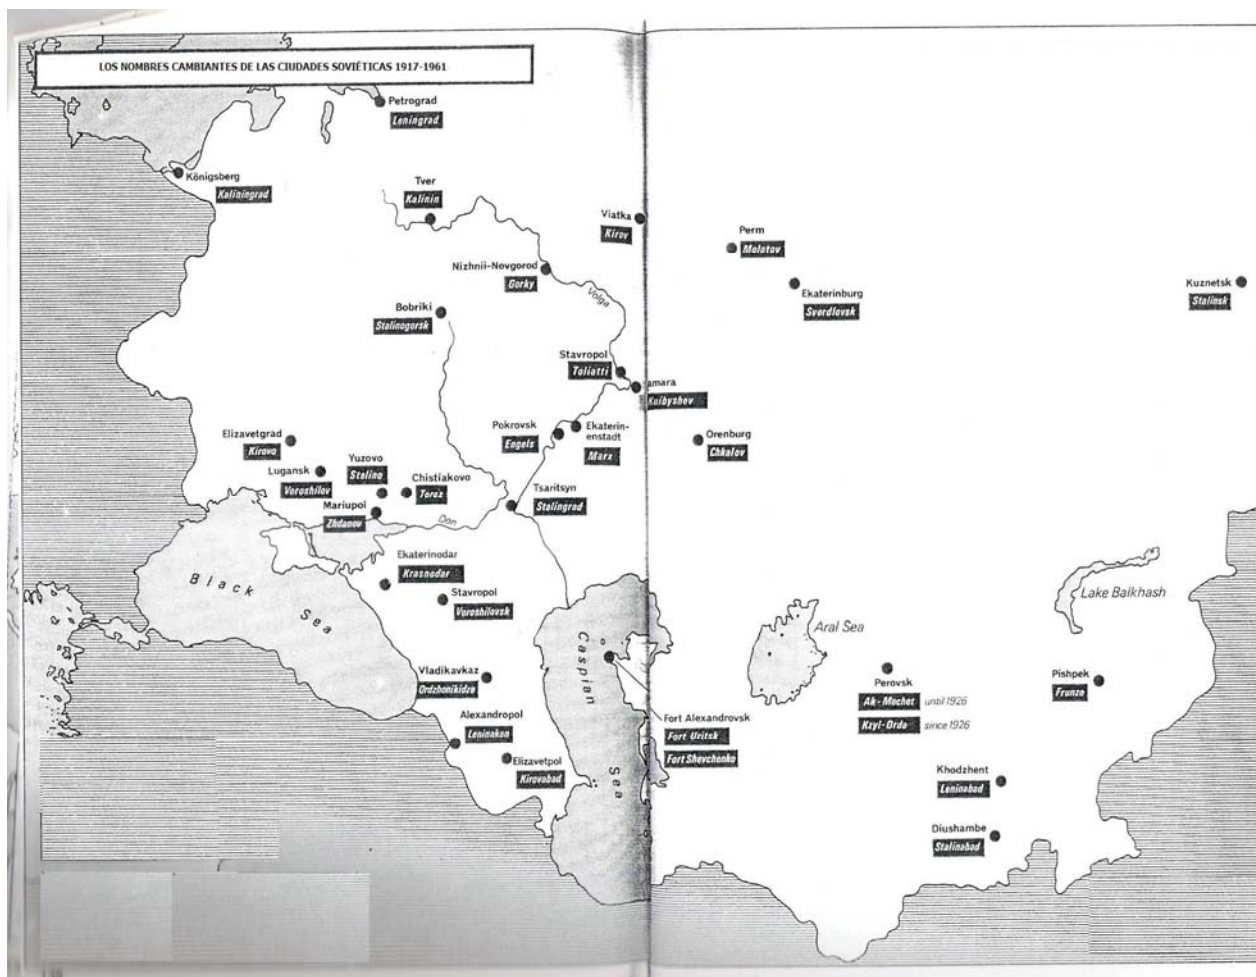 LOS NOMBRES CAMBIANTES DE LAS CIUDADES SOVIÉTICAS 1917-1961
Petrograd
Leningrad
Königsberg
Kaliningrad
Tver
Kalinin
Viatka
Kirov
Perm
Molotov
Nizhnii-Novgorod
Gorky
Volga
Ekaterinburg
Sverdlovsk
Kuznetsk
Stalinsk
Bobriki
Stalinogorsk
Stavropol
Toliatti
amara
Kuibyshev
Elizavetgrad
Kirovo
Pokrovsk
Engels
Ekaterin-
enstadt
Marx
Orenburg
Chkalov
Lugansk
Voroshilov
Yuzovo
Stalino
Chistiakovo
Torez
Mariupol
Zhdanov
Tsaritsyn
Stalingrad
Don
Ekaterinodar
Krasnodar
Stavropol
Voroshilovsk
Black Sea
Caspian Sea
Aral Sea
Lake Balkhash
Vladikavkaz
Ordzhonikidze
Perovsk
Ak-Mechet until 1926
Kzyl-Orda since 1926
Pishpek
Frunze
Alexandropol
Leninakan
Fort Alexandrovsk
Fort Uritsk
Fort Shevchenko
Elizavetpol
Kirovabad
Khodzhent
Leninabad
Diushambe
Stalinabad